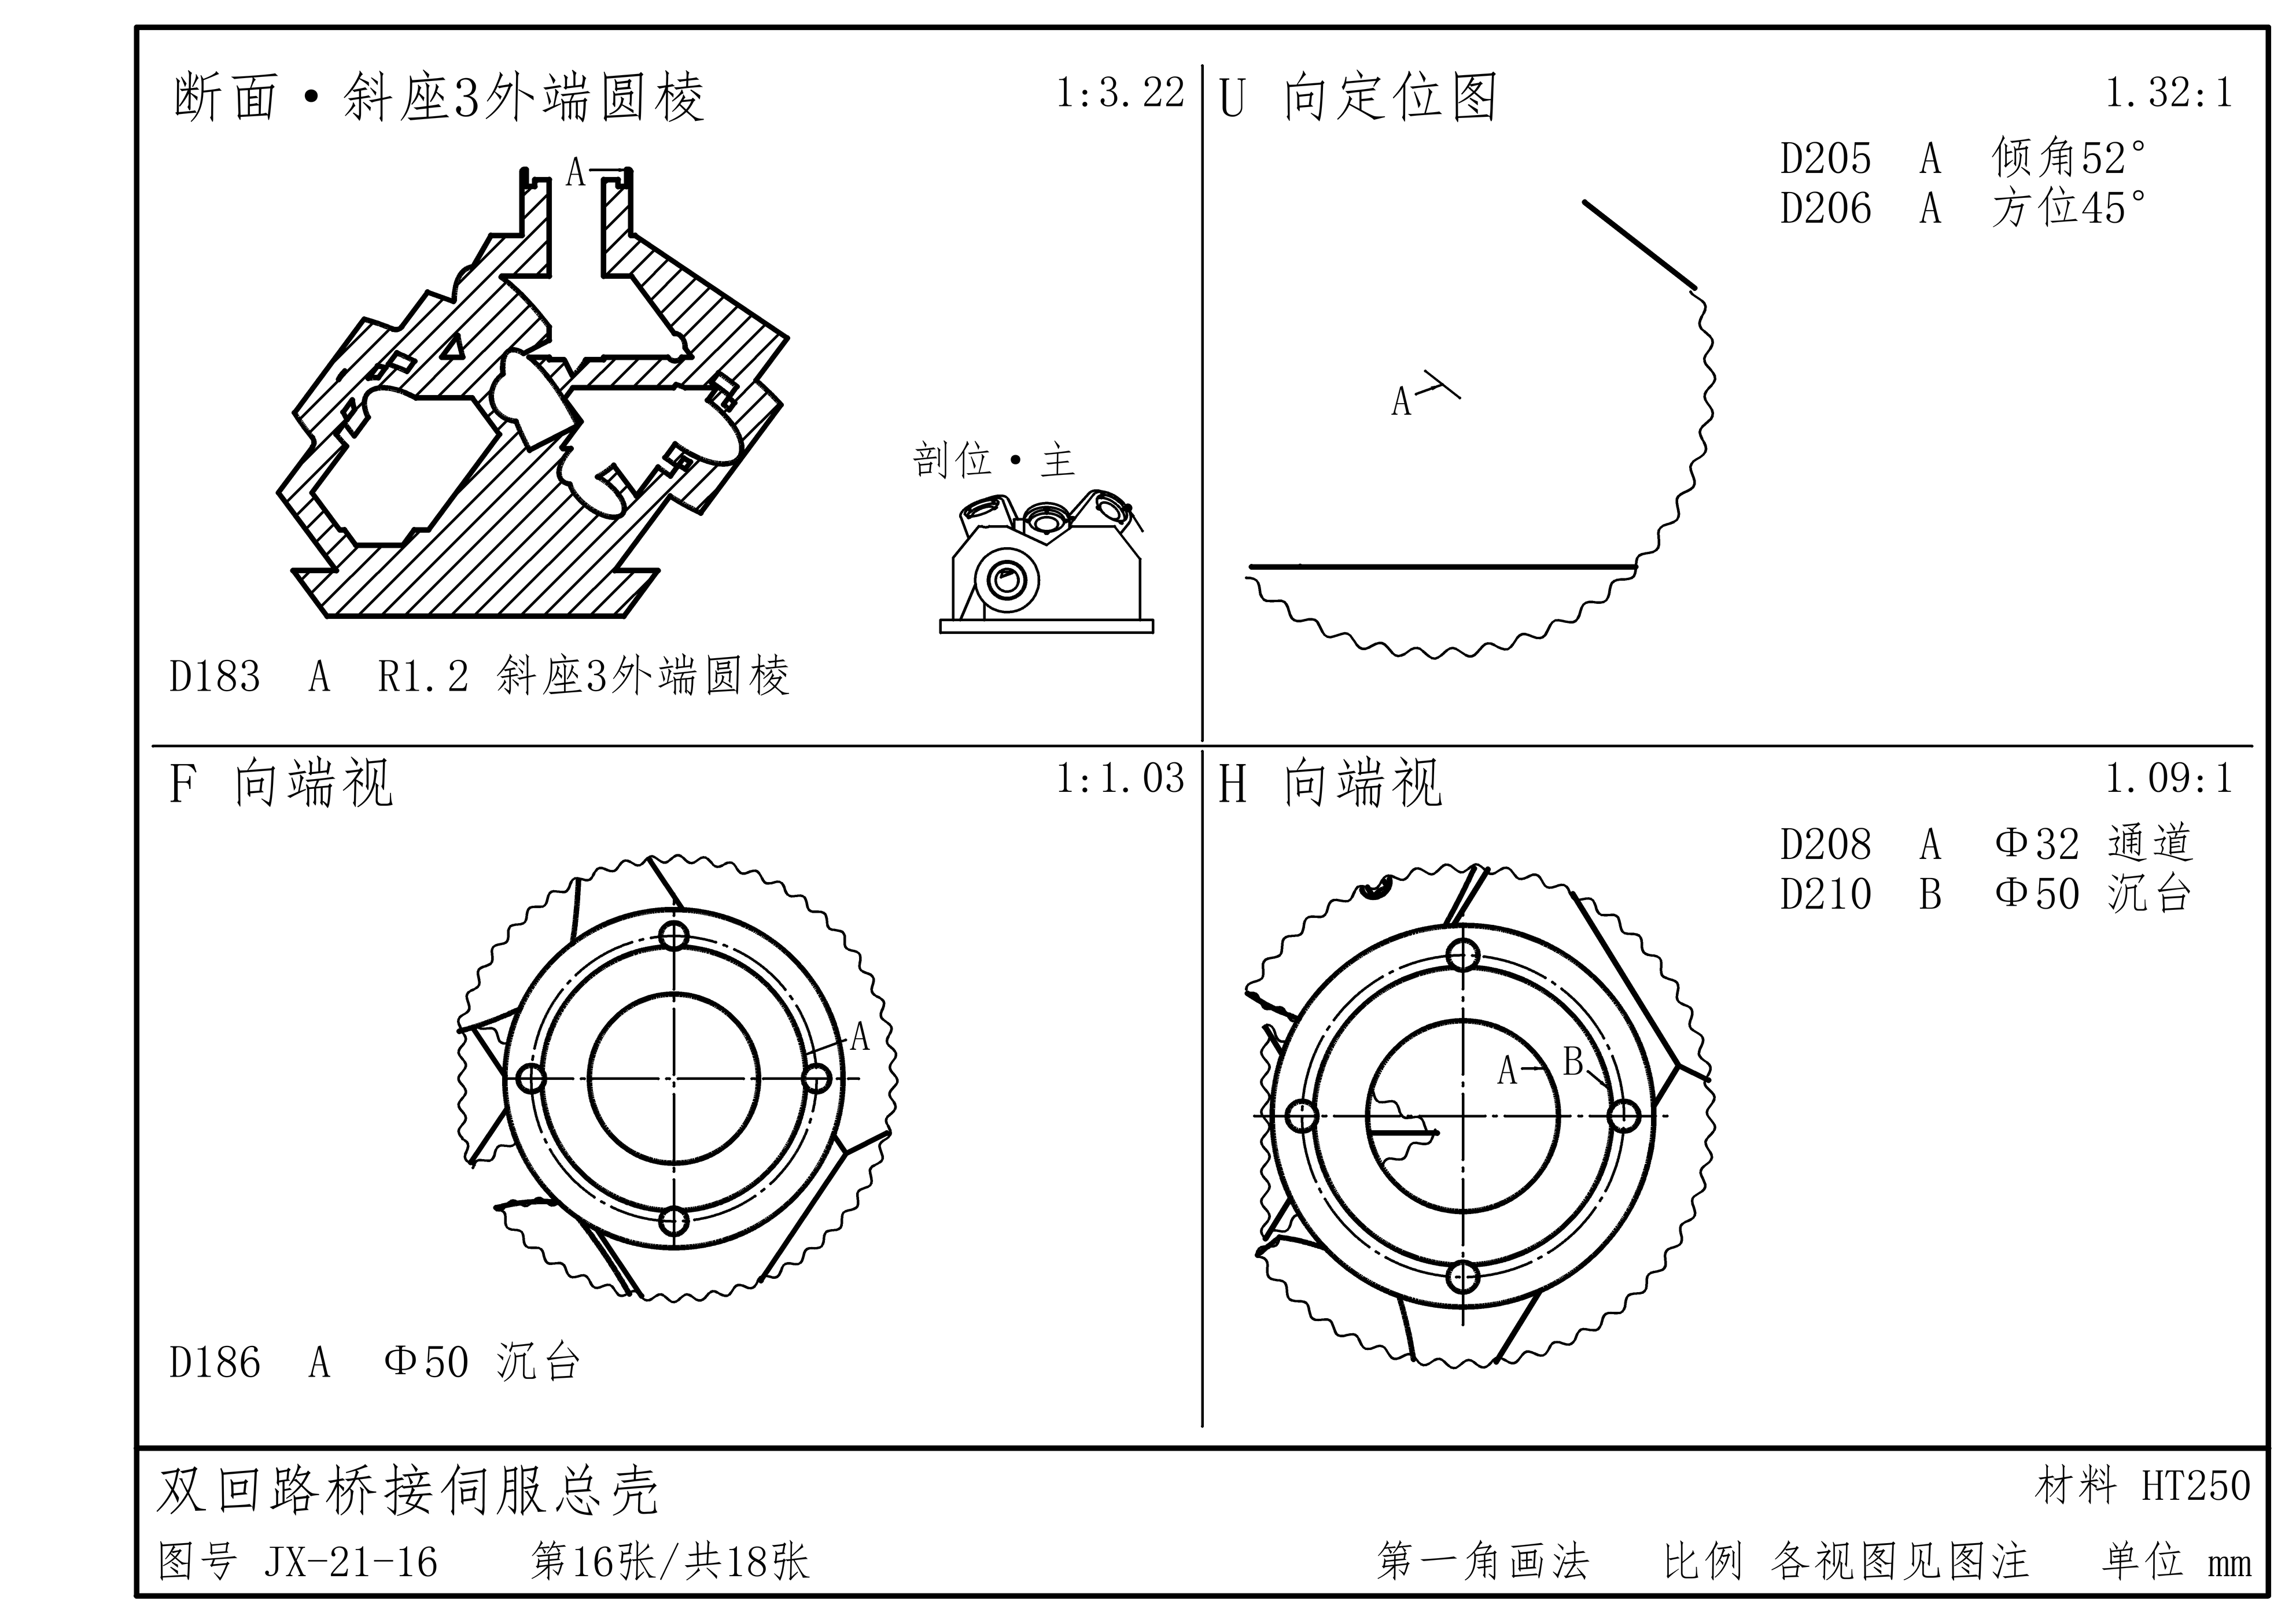 断面·斜座3外端圆棱 1:3.22
A
剖位·主
D183 A R1.2 斜座3外端圆棱
U 向定位图 1.32:1
D205 A 倾角52°
D206 A 方位45°
A
F 向端视 1:1.03
A
D186 A Φ50 沉台
H 向端视 1.09:1
D208 A Φ32 通道
D210 B Φ50 沉台
A B
双回路桥接伺服总壳 材料 HT250
图号 JX-21-16 第16张/共18张 第一角画法 比例 各视图见图注 单位 mm